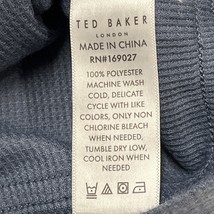 TED BAKER
LONDON
MADE IN CHINA
RN#169027
100% POLYESTER
MACHINE WASH
COLD, DELICATE
CYCLE WITH LIKE
COLORS, ONLY NON
CHLORINE BLEACH WHEN
NEEDED,
TUMBLE DRY LOW,
COOL IRON WHEN
NEEDED